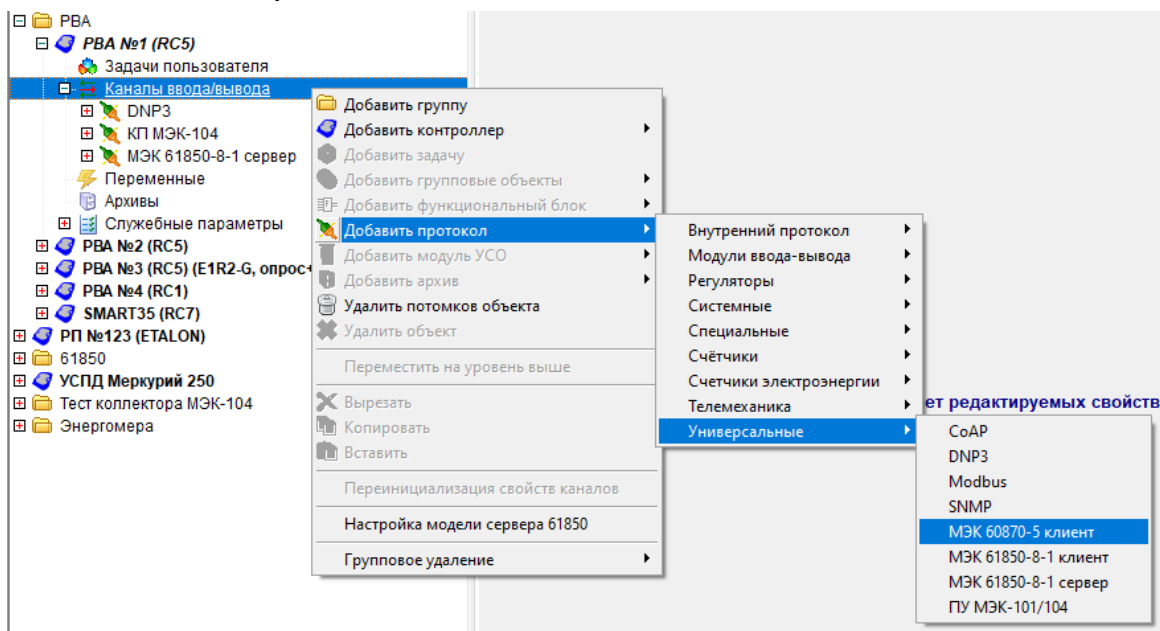 РВА
РВА №1 (RC5)
Задачи пользователя
Каналы ввода/вывода
DNP3
КП МЭК-104
МЭК 61850-8-1 сервер
Переменные
Архивы
Служебные параметры
РВА №2 (RC5)
РВА №3 (RC5) (E1R2-G, опрос+
РВА №4 (RC1)
SMART35 (RC7)
РП №123 (ETALON)
61850
УСПД Меркурий 250
Тест коллектора МЭК-104
Энергомера
Добавить группу
Добавить контроллер
Добавить задачу
Добавить групповые объекты
Добавить функциональный блок
Добавить протокол
Добавить модуль УСО
Добавить архив
Удалить потомков объекта
Удалить объект
Переместить на уровень выше
Вырезать
Копировать
Вставить
Переинициализация свойств каналов
Настройка модели сервера 61850
Групповое удаление
Внутренний протокол
Модули ввода-вывода
Регуляторы
Системные
Специальные
Счётчики
Счетчики электроэнергии
Телемеханика
Универсальные
ет редактируемых свойств
CoAP
DNP3
Modbus
SNMP
МЭК 60870-5 клиент
МЭК 61850-8-1 клиент
МЭК 61850-8-1 сервер
ПУ МЭК-101/104